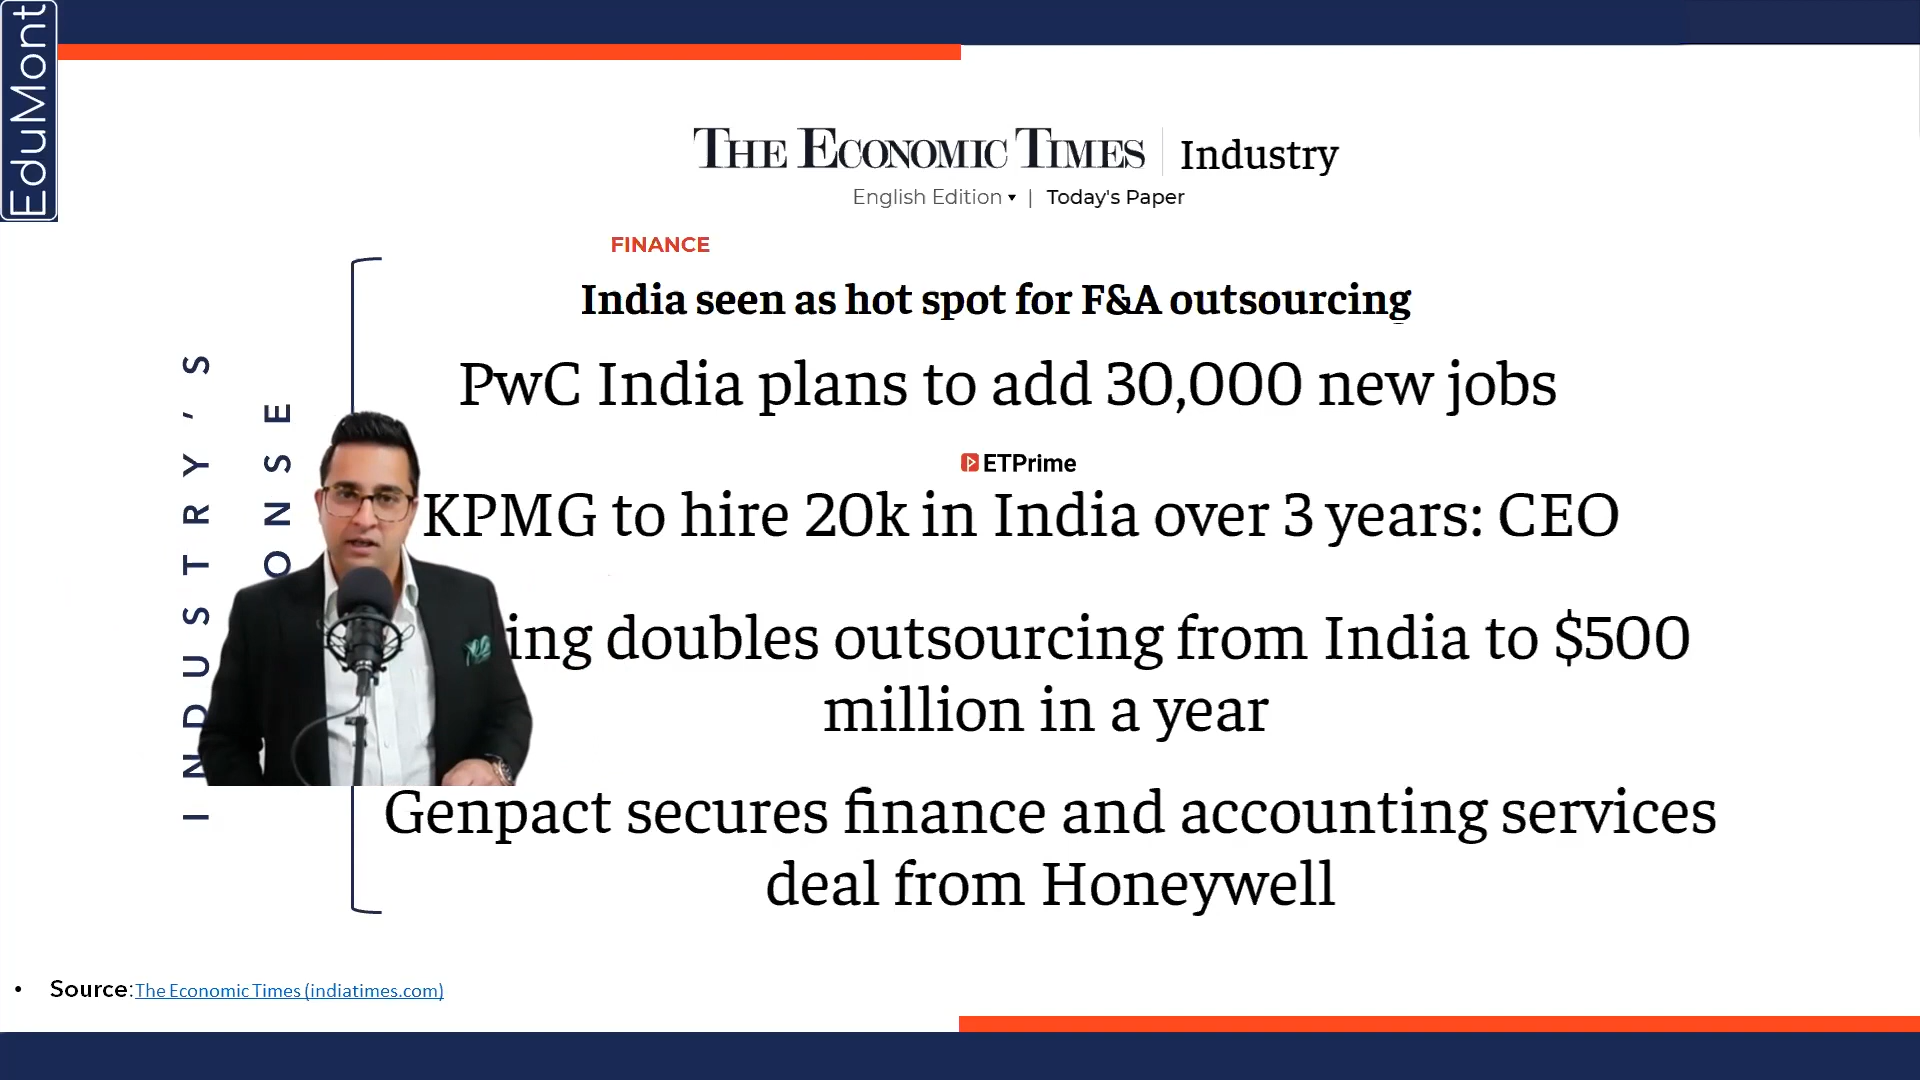 EduMont
THE ECONOMIC TIMES | Industry
English Edition ▾ | Today's Paper
FINANCE
India seen as hot spot for F&A outsourcing
PwC India plans to add 30,000 new jobs
ETPrime
KPMG to hire 20k in India over 3 years: CEO
ing doubles outsourcing from India to $500
million in a year
Genpact secures finance and accounting services
deal from Honeywell
INDUSTRY'S
ONSE
• Source:The Economic Times (indiatimes.com)